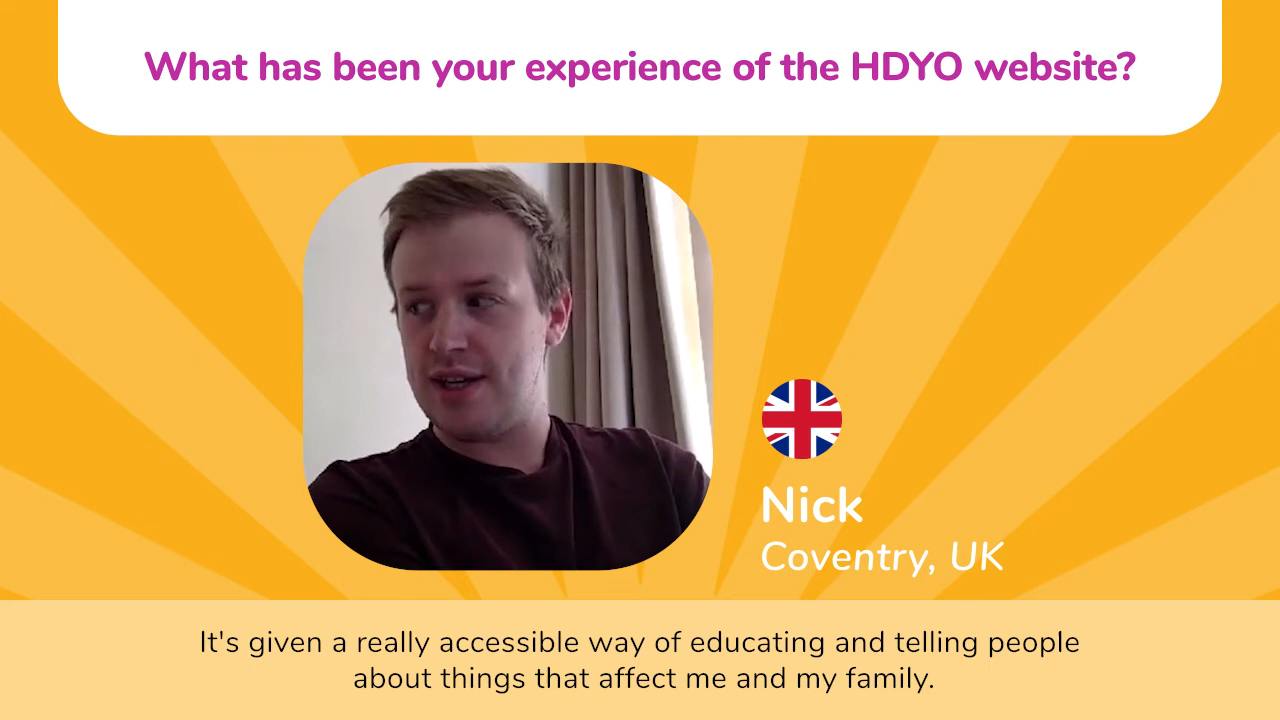 What has been your experience of the HDYO website?
Nick
Coventry, UK
It's given a really accessible way of educating and telling people
about things that affect me and my family.